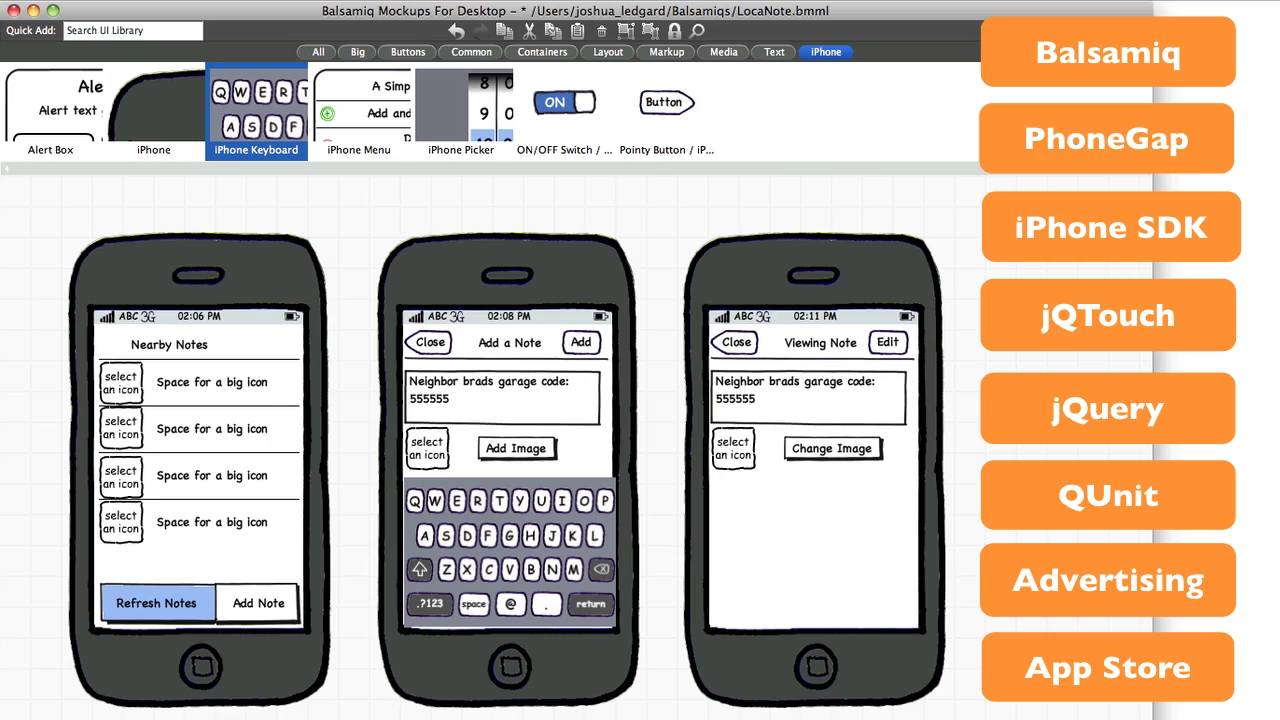 Balsamiq Mockups For Desktop - * /Users/joshua_ledgard/Balsamiqs/LocaNote.bmml
Quick Add: Search UI Library
All Big Buttons Common Containers Layout Markup Media Text iPhone
Ale
Alert text
Q W E R T
A S D F
A Simp
Add and
8 0
9 0
ON
Button
Alert Box iPhone iPhone Keyboard iPhone Menu iPhone Picker ON/OFF Switch / ... Pointy Button / iP...
ABC 3G 02:06 PM
Nearby Notes
select an icon
Space for a big icon
select an icon
Space for a big icon
select an icon
Space for a big icon
select an icon
Space for a big icon
Refresh Notes Add Note
ABC 3G 02:08 PM
Close Add a Note Add
Neighbor brads garage code:
555555
select an icon
Add Image
Q W E R T Y U I O P
A S D F G H J K L
Z X C V B N M
.?123 space @ . return
ABC 3G 02:11 PM
Close Viewing Note Edit
Neighbor brads garage code:
555555
select an icon
Change Image
Balsamiq
PhoneGap
iPhone SDK
jQTouch
jQuery
QUnit
Advertising
App Store